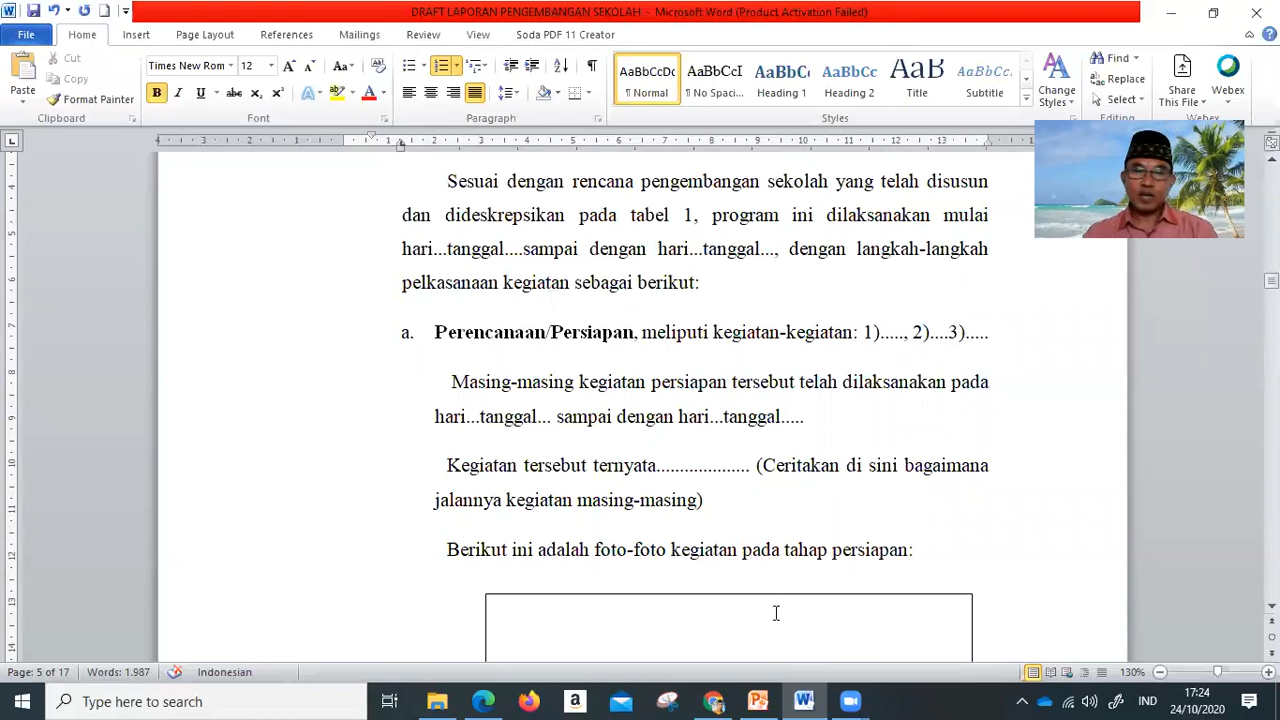 DRAFT LAPORAN PENGEMBANGAN SEKOLAH - Microsoft Word (Product Activation Failed)
File Home Insert Page Layout References Mailings Review View Soda PDF 11 Creator
Cut
Copy
Format Painter
Paste
Times New Rom 12
AaBbCcDc AaBbCcI AaBbCc AaBbCc AaB AaBbCcL
¶ Normal ¶ No Spaci... Heading 1 Heading 2 Title Subtitle
Change Styles
Find
Replace
Select
Share This File
Webex
Clipboard Font Paragraph Styles Editing Webex
Sesuai dengan rencana pengembangan sekolah yang telah disusun
dan dideskrepsikan pada tabel 1, program ini dilaksanakan mulai
hari...tanggal....sampai dengan hari...tanggal..., dengan langkah-langkah
pelkasanaan kegiatan sebagai berikut:
a. Perencanaan/Persiapan, meliputi kegiatan-kegiatan: 1)....., 2)....3).....
Masing-masing kegiatan persiapan tersebut telah dilaksanakan pada
hari...tanggal... sampai dengan hari...tanggal.....
Kegiatan tersebut ternyata.................... (Ceritakan di sini bagaimana
jalannya kegiatan masing-masing)
Berikut ini adalah foto-foto kegiatan pada tahap persiapan:
Page: 5 of 17 Words: 1.987 Indonesian 130%
Type here to search
IND
17:24
24/10/2020